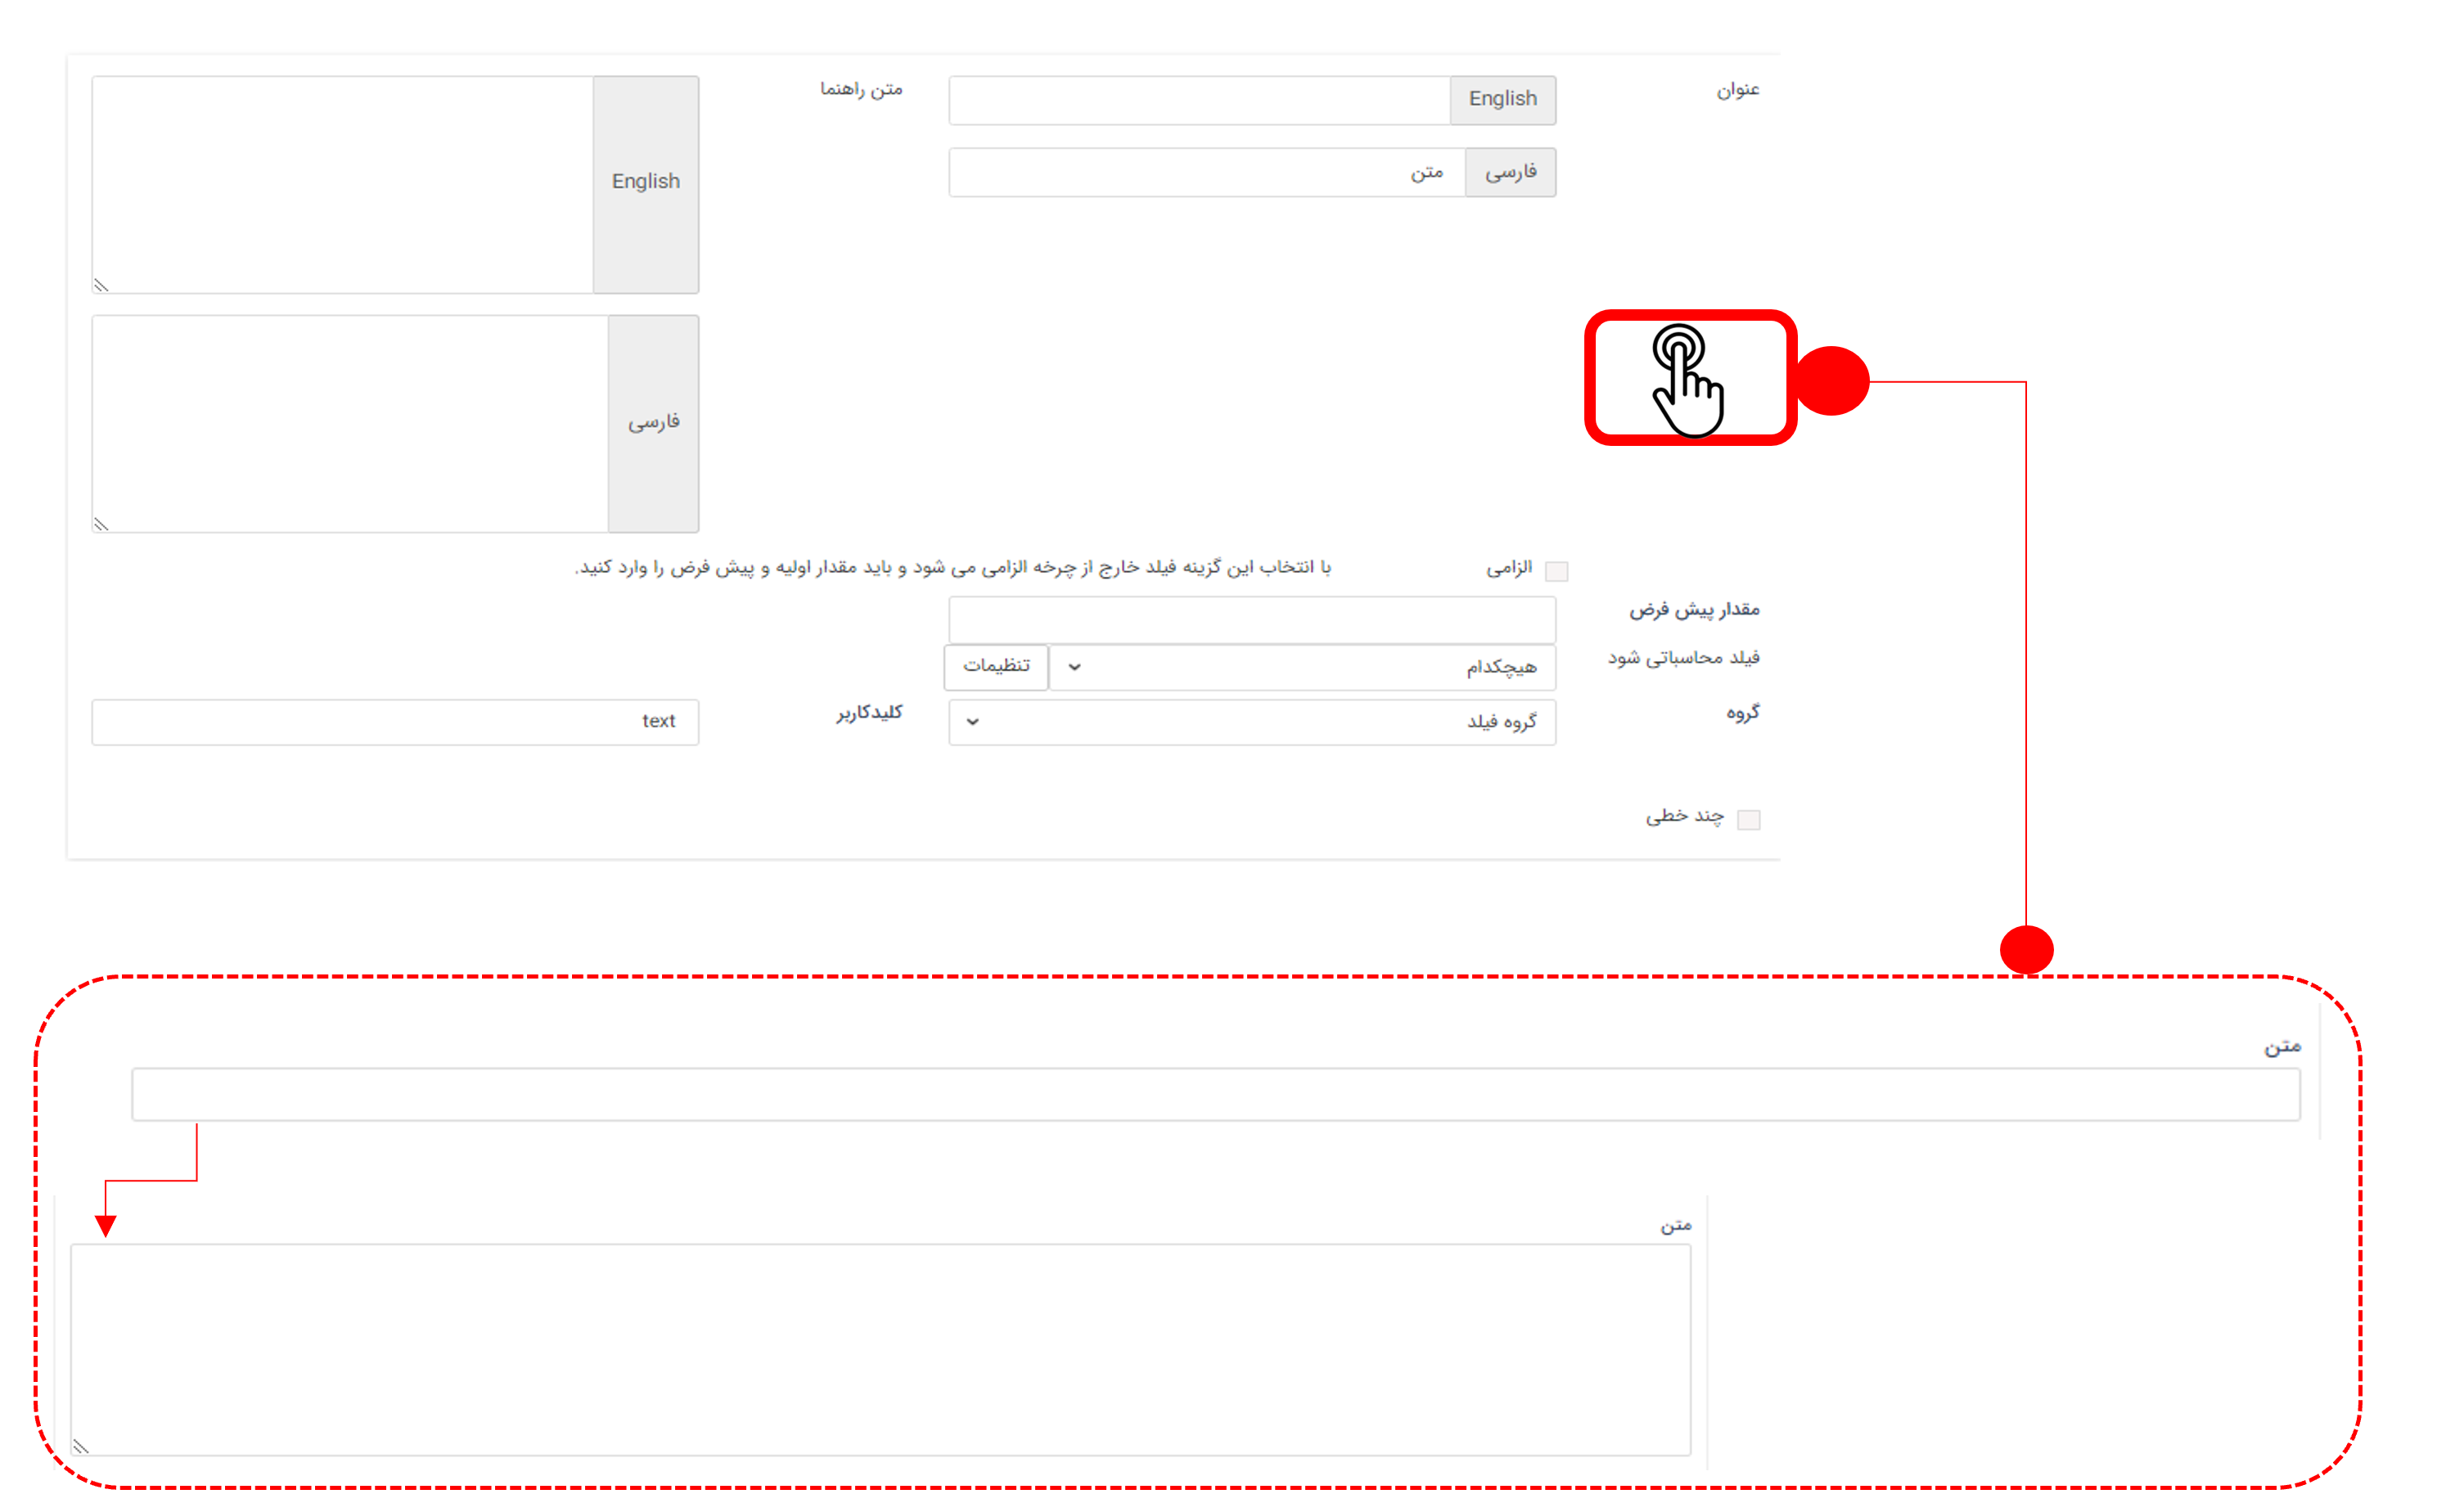 عنوان
English
فارسی متن
متن راهنما
English
فارسی
الزامی با انتخاب این گزینه فیلد خارج از چرخه الزامی می شود و باید مقدار اولیه و پیش فرض را وارد کنید.
مقدار پیش فرض
فیلد محاسباتی شود هیچکدام تنظیمات
گروه گروه فیلد کلیدکاربر text
چند خطی
متن
متن